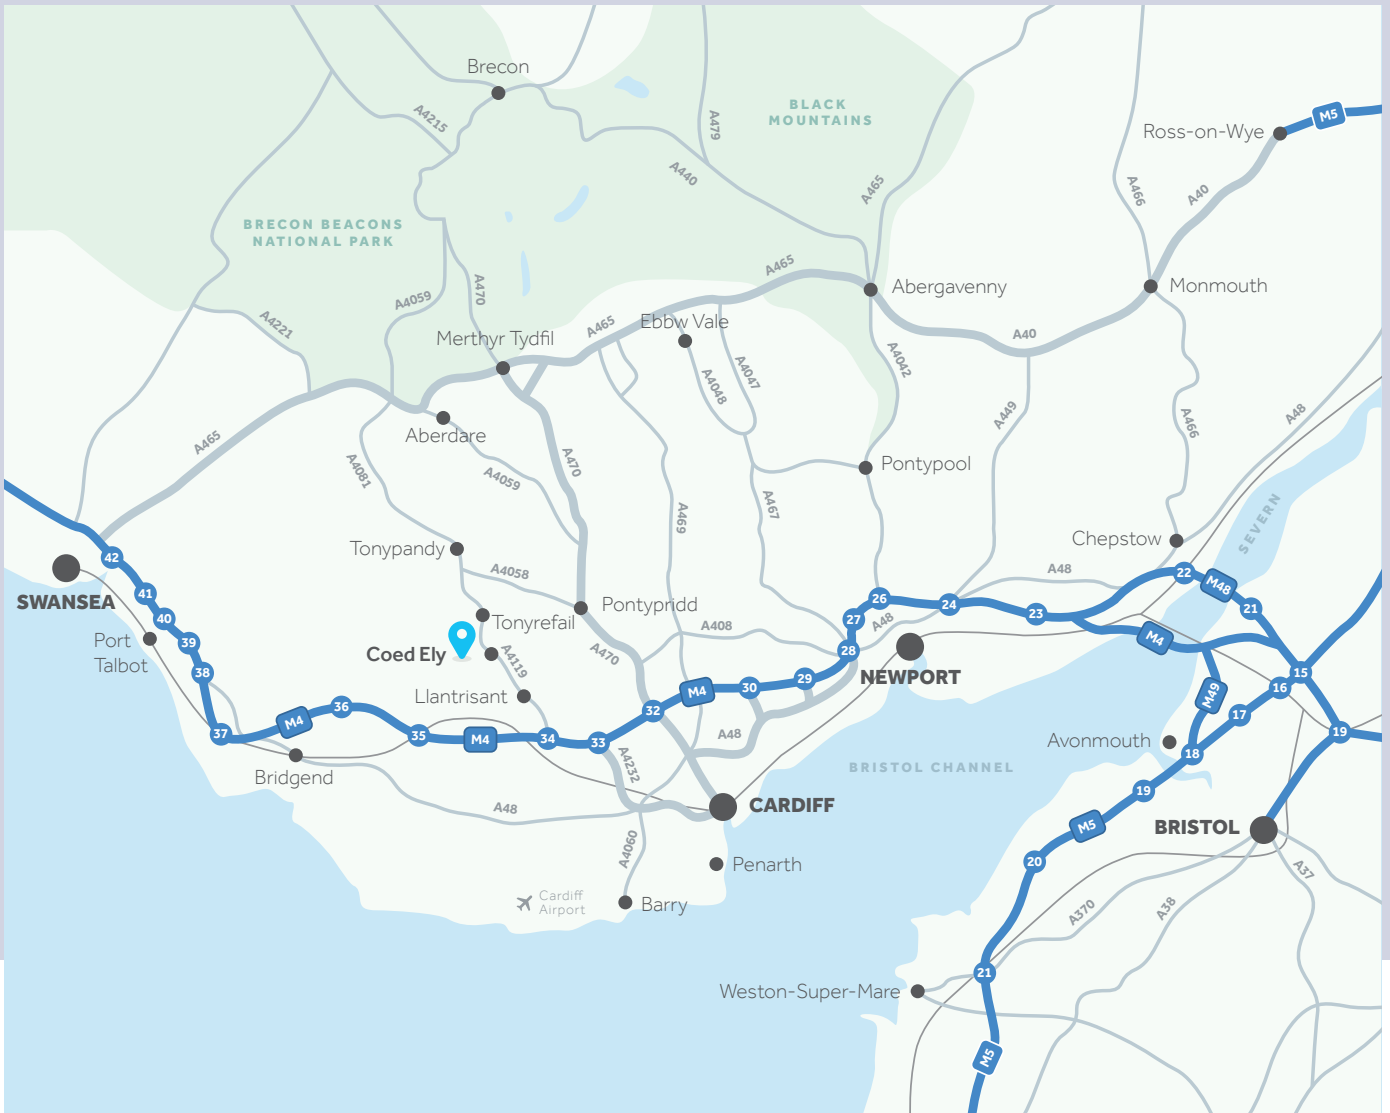 Brecon
BLACK
MOUNTAINS
M5
Ross-on-Wye
A4215
A479
A440
A465
A466
A40
BRECON BEACONS
NATIONAL PARK
A465
Abergavenny
Monmouth
A4059
A470
A4221
Merthyr Tydfil
A465
Ebbw Vale
A40
A4042
A4047
A4048
A449
A48
A466
Aberdare
A465
A4081
A4059
A470
Pontypool
A467
A469
SEVERN
Chepstow
Tonypandy
42
A4058
A48
22
M48
41
SWANSEA
Pontypridd
26
24
23
21
40
Tonyrefail
27
A48
A408
Port
Talbot
39
Coed Ely
A4119
A470
28
M4
38
NEWPORT
15
Llantrisant
M4
30
29
16
M49
36
32
17
M4
37
35
M4
34
33
A48
Avonmouth
18
19
Bridgend
A4232
BRISTOL CHANNEL
19
A48
CARDIFF
M5
BRISTOL
A4060
Penarth
20
A37
Cardiff
Airport
Barry
A370
A38
21
Weston-Super-Mare
M5